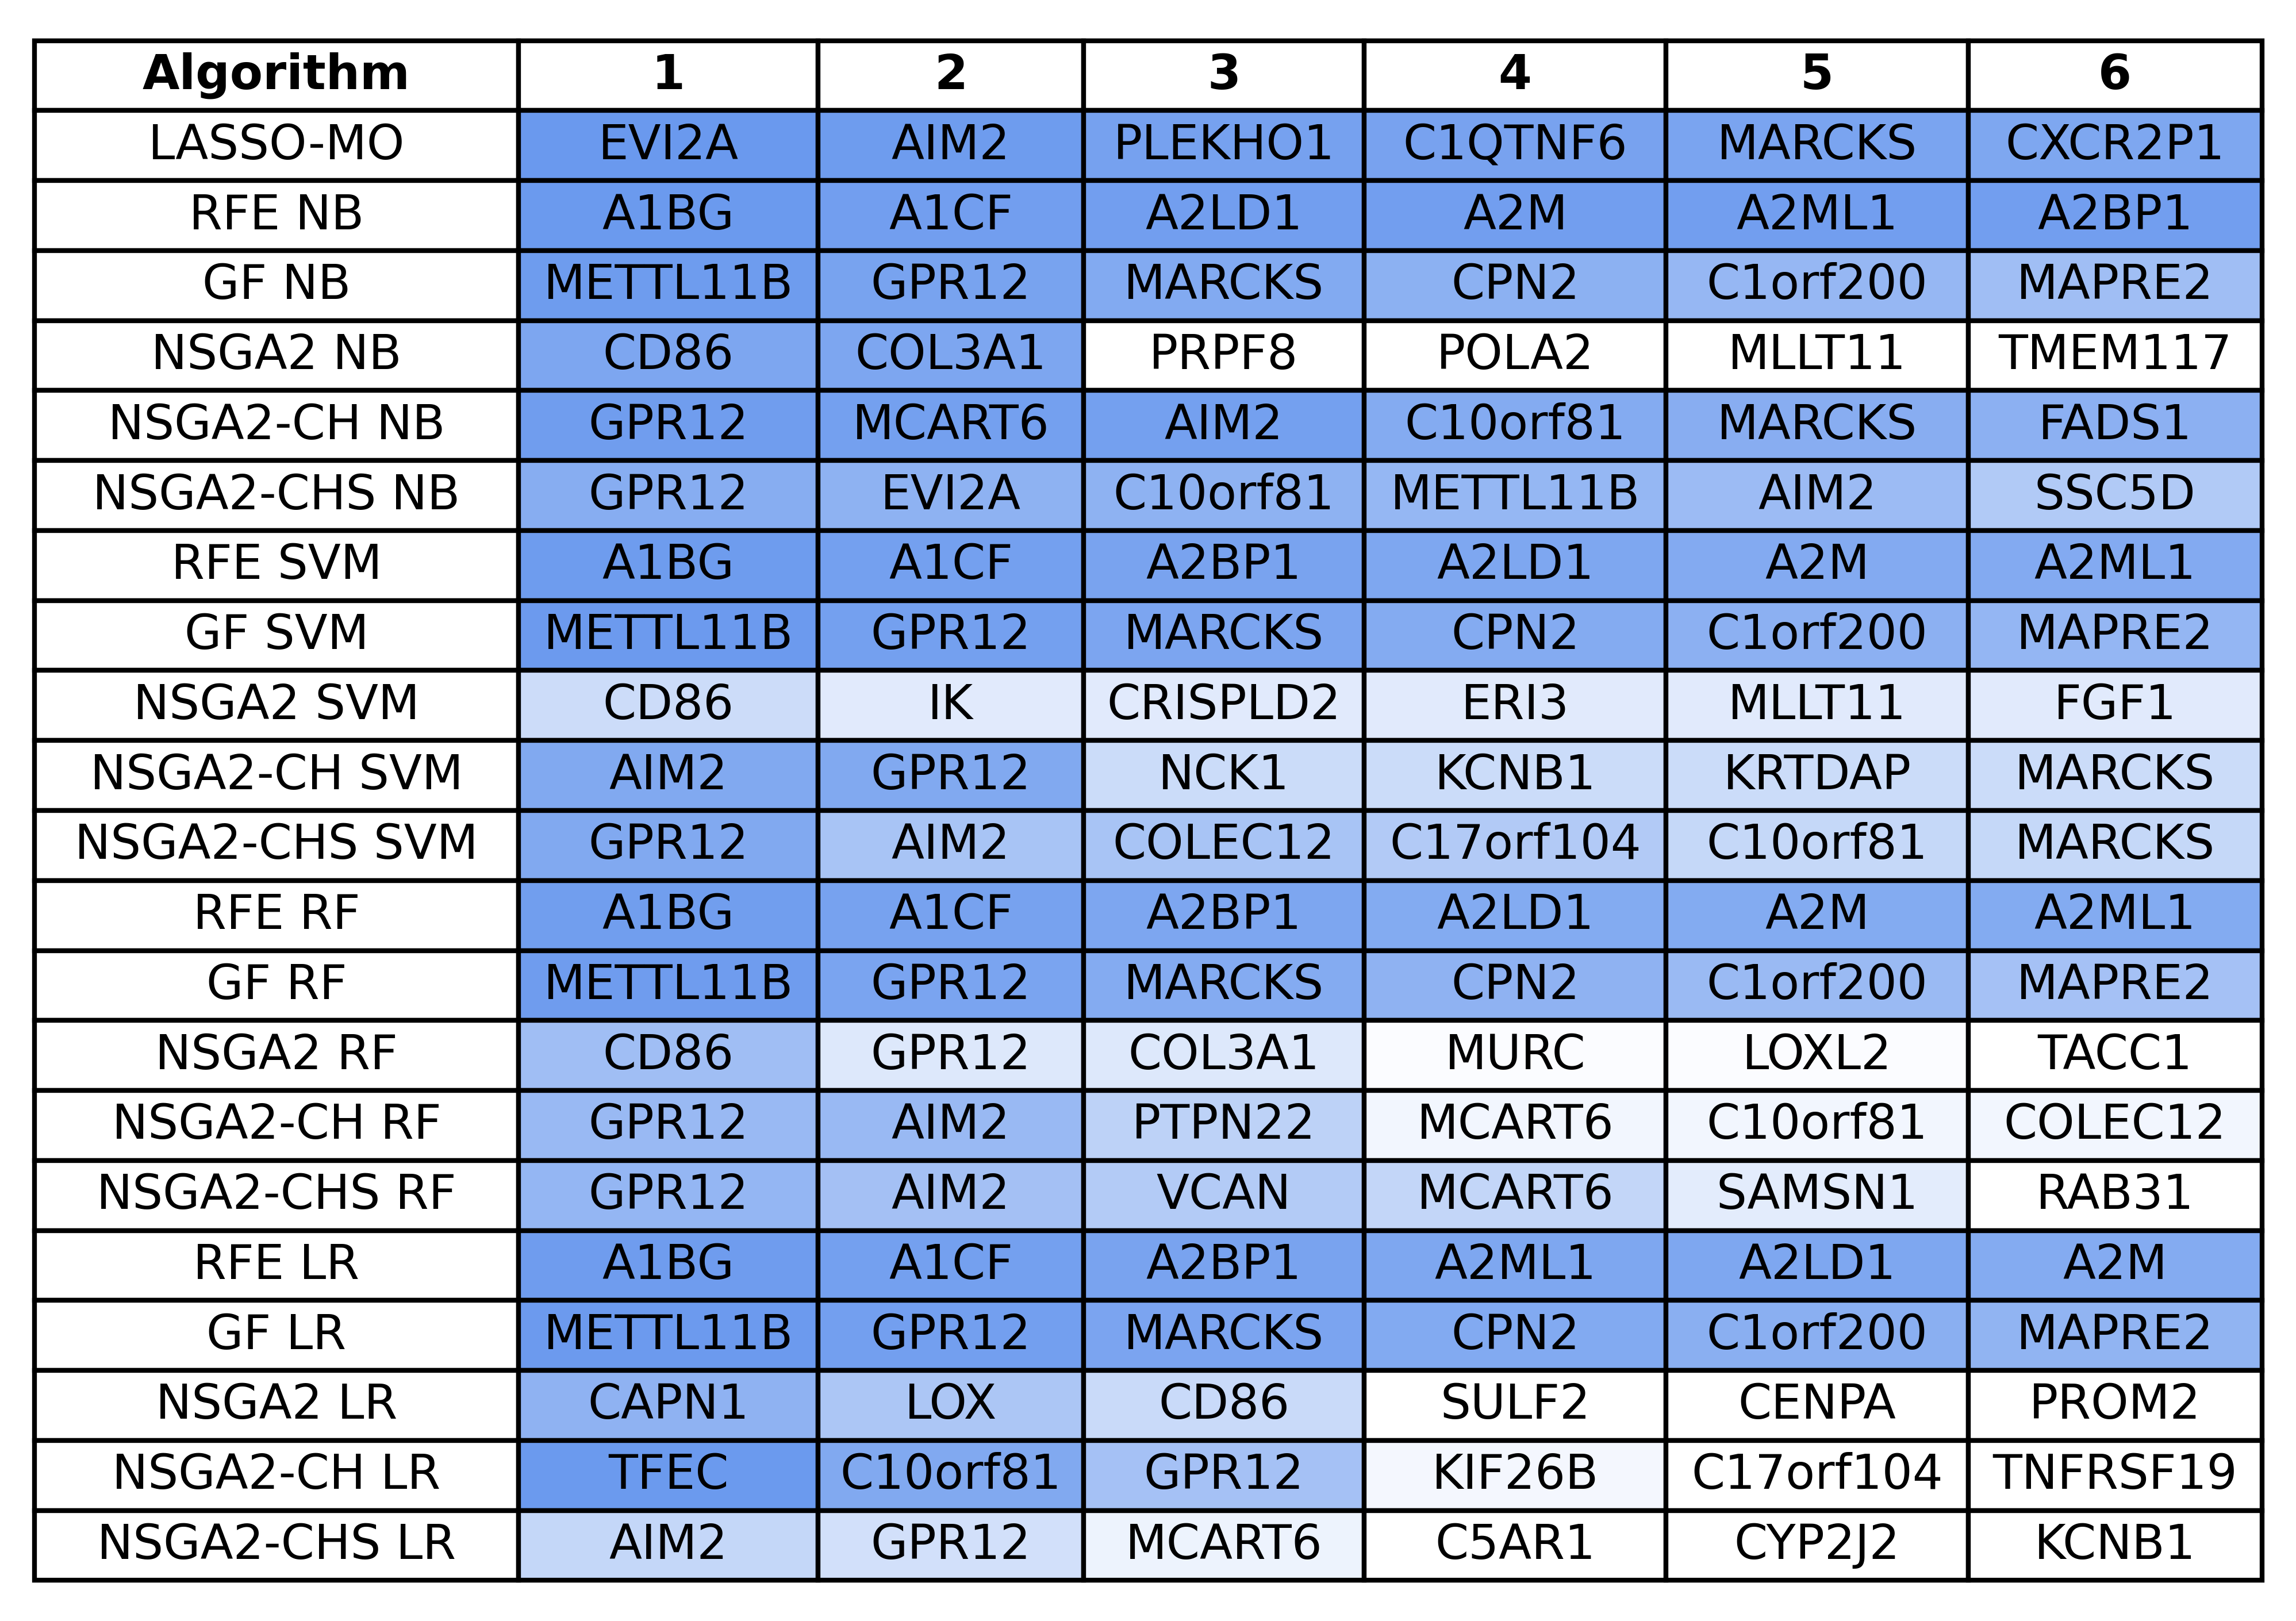 Algorithm 1 2 3 4 5 6
LASSO-MO EVI2A AIM2 PLEKHO1 C1QTNF6 MARCKS CXCR2P1
RFE NB A1BG A1CF A2LD1 A2M A2ML1 A2BP1
GF NB METTL11B GPR12 MARCKS CPN2 C1orf200 MAPRE2
NSGA2 NB CD86 COL3A1 PRPF8 POLA2 MLLT11 TMEM117
NSGA2-CH NB GPR12 MCART6 AIM2 C10orf81 MARCKS FADS1
NSGA2-CHS NB GPR12 EVI2A C10orf81 METTL11B AIM2 SSC5D
RFE SVM A1BG A1CF A2BP1 A2LD1 A2M A2ML1
GF SVM METTL11B GPR12 MARCKS CPN2 C1orf200 MAPRE2
NSGA2 SVM CD86 IK CRISPLD2 ERI3 MLLT11 FGF1
NSGA2-CH SVM AIM2 GPR12 NCK1 KCNB1 KRTDAP MARCKS
NSGA2-CHS SVM GPR12 AIM2 COLEC12 C17orf104 C10orf81 MARCKS
RFE RF A1BG A1CF A2BP1 A2LD1 A2M A2ML1
GF RF METTL11B GPR12 MARCKS CPN2 C1orf200 MAPRE2
NSGA2 RF CD86 GPR12 COL3A1 MURC LOXL2 TACC1
NSGA2-CH RF GPR12 AIM2 PTPN22 MCART6 C10orf81 COLEC12
NSGA2-CHS RF GPR12 AIM2 VCAN MCART6 SAMSN1 RAB31
RFE LR A1BG A1CF A2BP1 A2ML1 A2LD1 A2M
GF LR METTL11B GPR12 MARCKS CPN2 C1orf200 MAPRE2
NSGA2 LR CAPN1 LOX CD86 SULF2 CENPA PROM2
NSGA2-CH LR TFEC C10orf81 GPR12 KIF26B C17orf104 TNFRSF19
NSGA2-CHS LR AIM2 GPR12 MCART6 C5AR1 CYP2J2 KCNB1